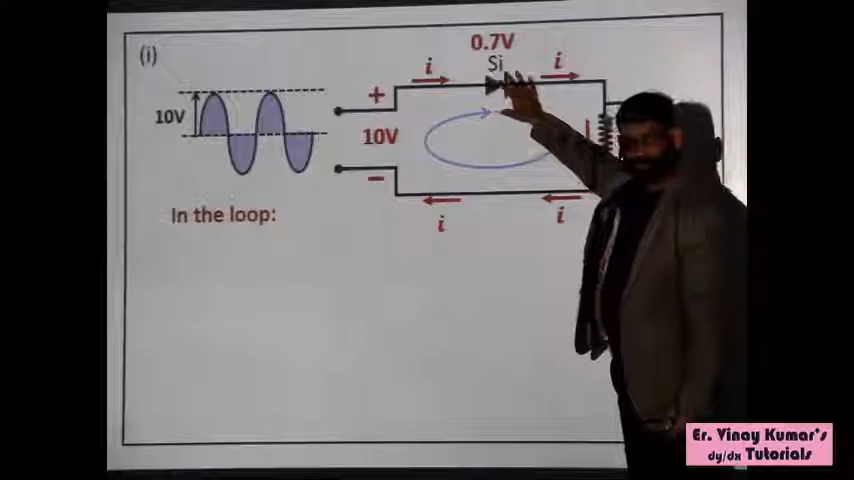 (i)
0.7V
Si
i
i
+
10V
10V
−
i
i
In the loop:
Er. Vinay Kumar's
dy/dx Tutorials